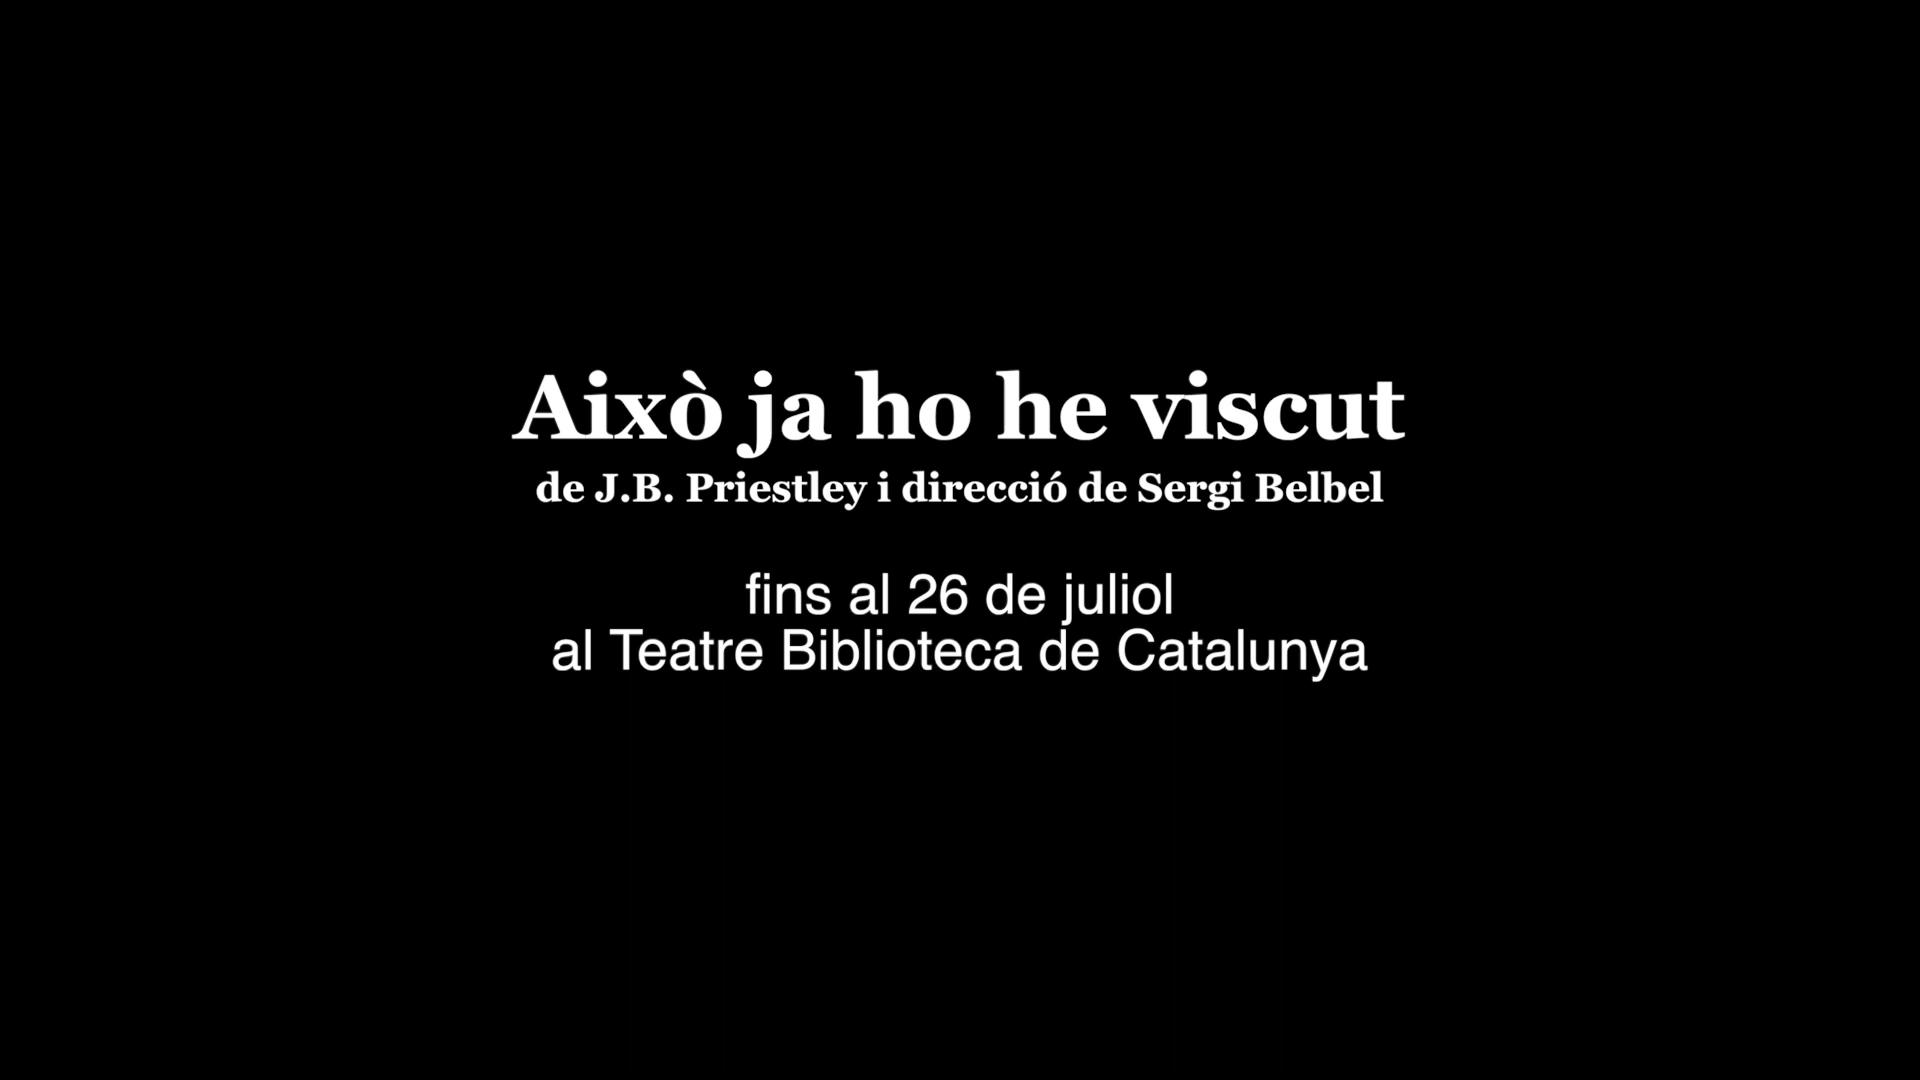 Això ja ho he viscut
de J.B. Priestley i direcció de Sergi Belbel
fins al 26 de juliol
al Teatre Biblioteca de Catalunya